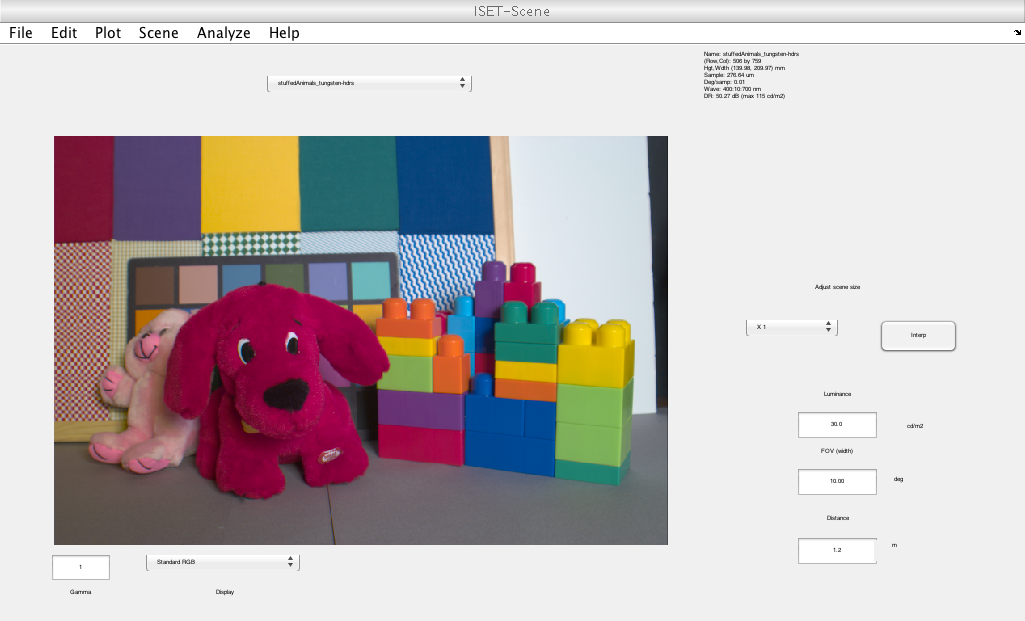 ISET-Scene
File Edit Plot Scene Analyze Help
Name: stuffedAnimals_tungsten-hdrs
(Row,Col): 506 by 759
Hgt,Wdth (139.98, 209.97) mm
Sample: 276.64 um
Deg/samp: 0.01
Wave: 400:10:700 nm
DR: 50.27 dB (max 115 cd/m2)
stuffedAnimals_tungsten-hdrs
Adjust scene size
X 1
Interp
Luminance
30.0
cd/m2
FOV (width)
10.00
deg
Distance
1.2
m
1
Standard RGB
Gamma
Display